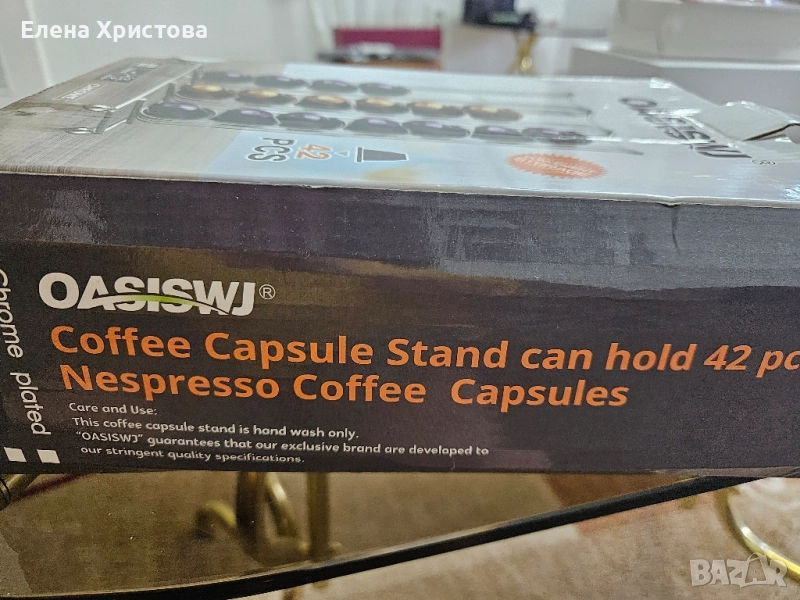 Елена Христова
OASISWJ®
42
PCS
OASISWJ®
Coffee Capsule Stand can hold 42 pc
Nespresso Coffee Capsules
Care and Use:
This coffee capsule stand is hand wash only.
"OASISWJ" guarantees that our exclusive brand are developed to
our stringent quality specifications.
Chrome plated
BAZAR